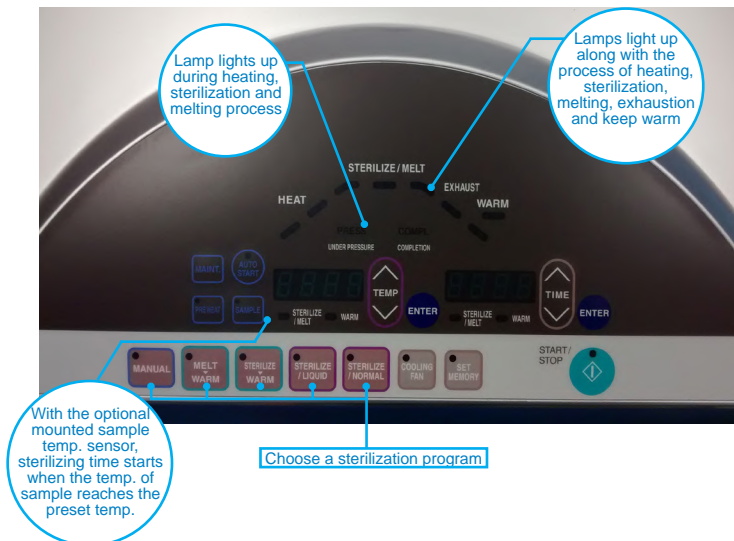 Lamp lights up
during heating,
sterilization and
melting process
Lamps light up
along with the
process of heating,
sterilization,
melting, exhaustion
and keep warm
STERILIZE / MELT
EXHAUST
HEAT
WARM
PRESS.
COMPL.
UNDER PRESSURE
COMPLETION
MAINT.
AUTO
START
PREHEAT
SAMPLE
TEMP
ENTER
TIME
ENTER
STERILIZE
/ MELT
WARM
STERILIZE
/ MELT
WARM
MANUAL
MELT
WARM
STERILIZE
WARM
STERILIZE
/ LIQUID
STERILIZE
/ NORMAL
COOLING
FAN
SET
MEMORY
START /
STOP
With the optional
mounted sample
temp. sensor,
sterilizing time starts
when the temp. of
sample reaches the
preset temp.
Choose a sterilization program